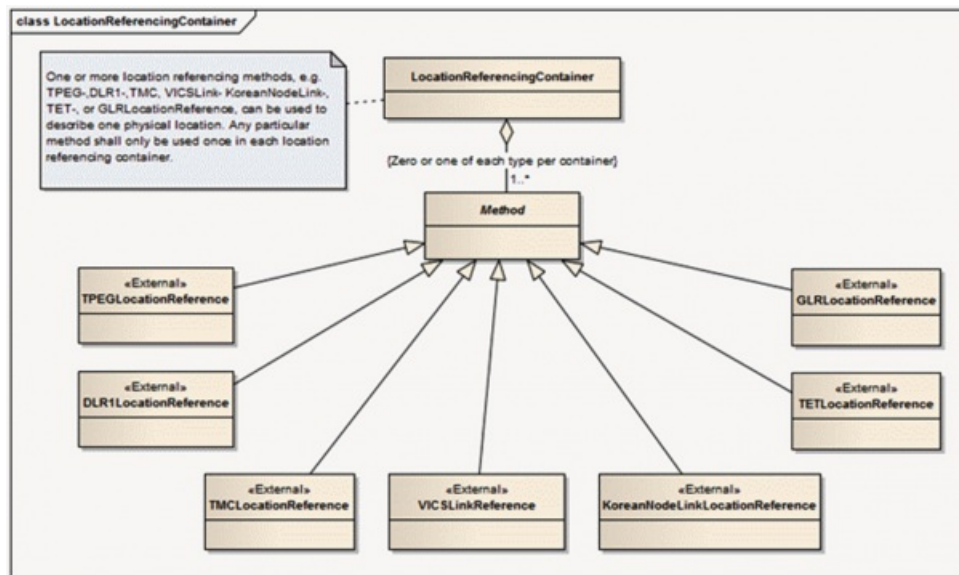 class LocationReferencingContainer
One or more location referencing methods, e.g.
TPEG-,DLR1-,TMC, VICSLink- KoreanNodeLink-,
TET-, or GLRLocationReference, can be used to
describe one physical location. Any particular
method shall only be used once in each location
referencing container.
LocationReferencingContainer
{Zero or one of each type per container}
1..*
Method
«External»
TPEGLocationReference
«External»
GLRLocationReference
«External»
DLR1LocationReference
«External»
TETLocationReference
«External»
TMCLocationReference
«External»
VICSLinkReference
«External»
KoreanNodeLinkLocationReference